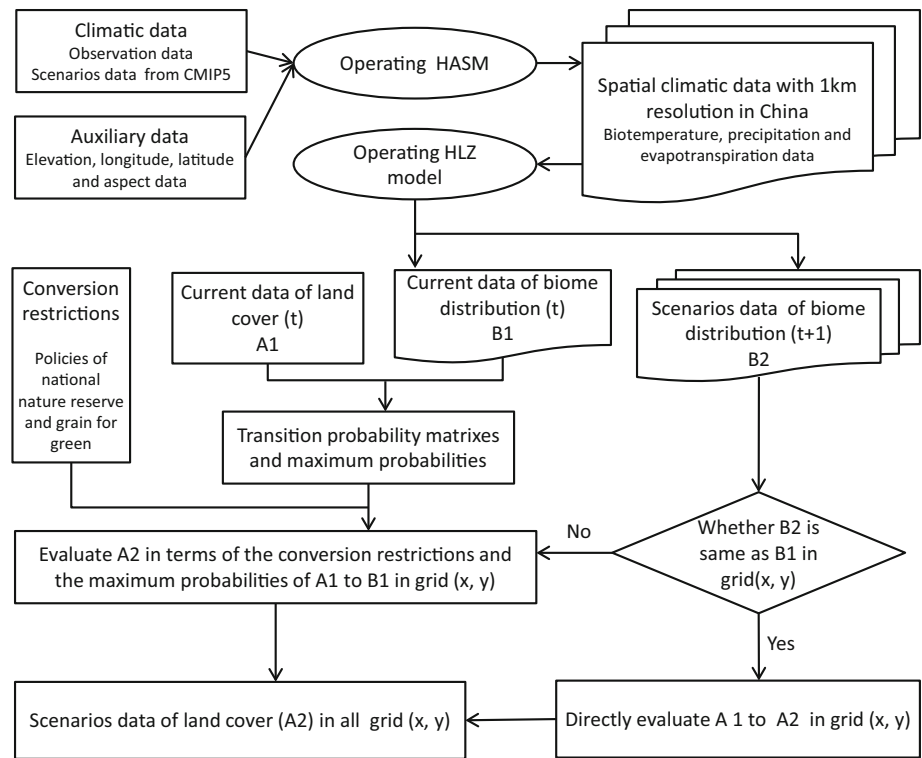 Climatic data
Observation data
Scenarios data from CMIP5
Operating HASM
Spatial climatic data with 1km
resolution in China
Biotemperature, precipitation and
evapotranspiration data
Auxiliary data
Elevation, longitude, latitude
and aspect data
Operating HLZ
model
Conversion
restrictions
Policies of
national
nature reserve
and grain for
green
Current data of land
cover (t)
A1
Current data of biome
distribution (t)
B1
Scenarios data of biome
distribution (t+1)
B2
Transition probability matrixes
and maximum probabilities
Evaluate A2 in terms of the conversion restrictions and
the maximum probabilities of A1 to B1 in grid (x, y)
No
Whether B2 is
same as B1 in
grid(x, y)
Yes
Scenarios data of land cover (A2) in all grid (x, y)
Directly evaluate A 1 to A2 in grid (x, y)